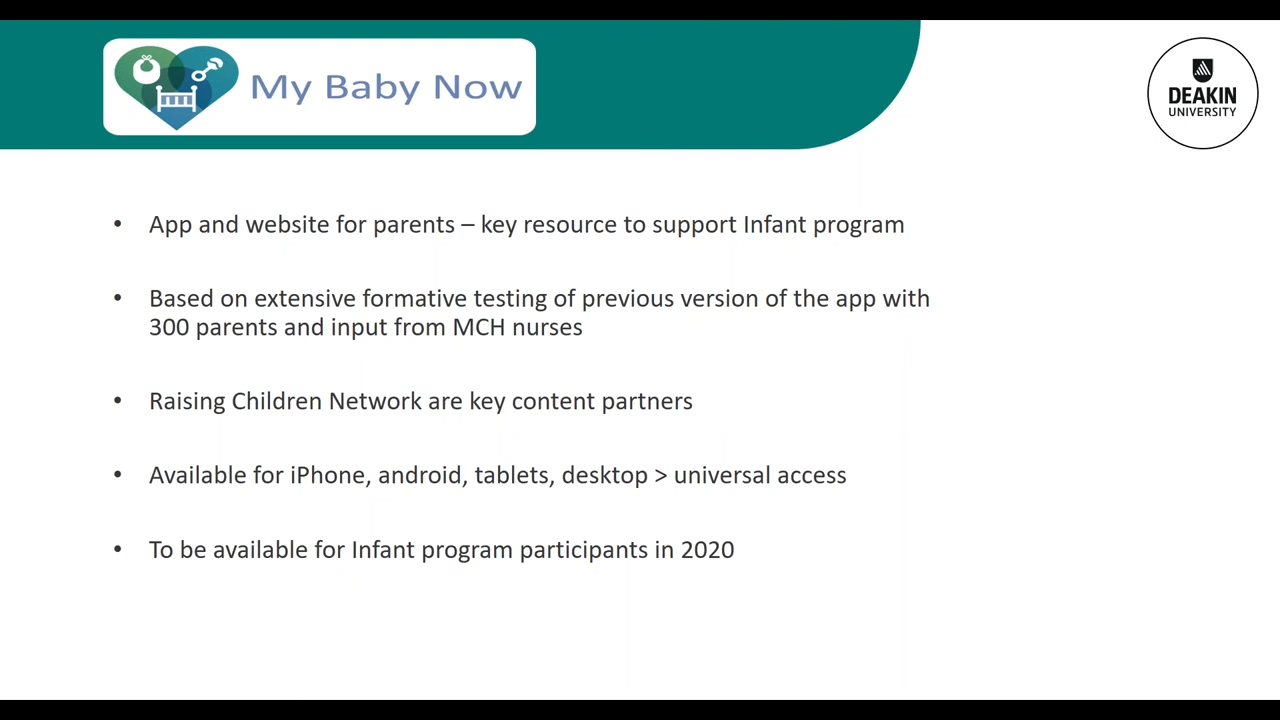 My Baby Now
DEAKIN
UNIVERSITY
• App and website for parents – key resource to support Infant program
• Based on extensive formative testing of previous version of the app with
300 parents and input from MCH nurses
• Raising Children Network are key content partners
• Available for iPhone, android, tablets, desktop > universal access
• To be available for Infant program participants in 2020